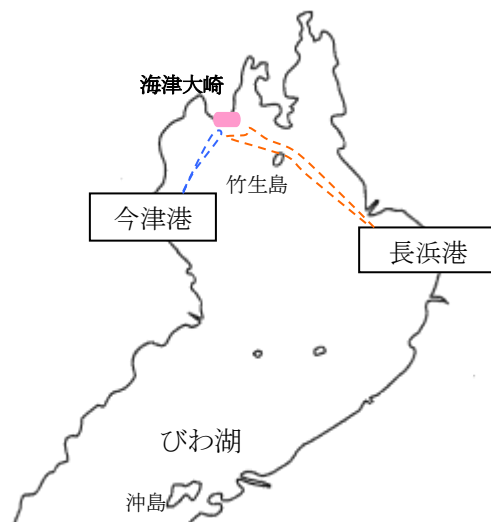 海津大崎
竹生島
今津港
長浜港
びわ湖
沖島